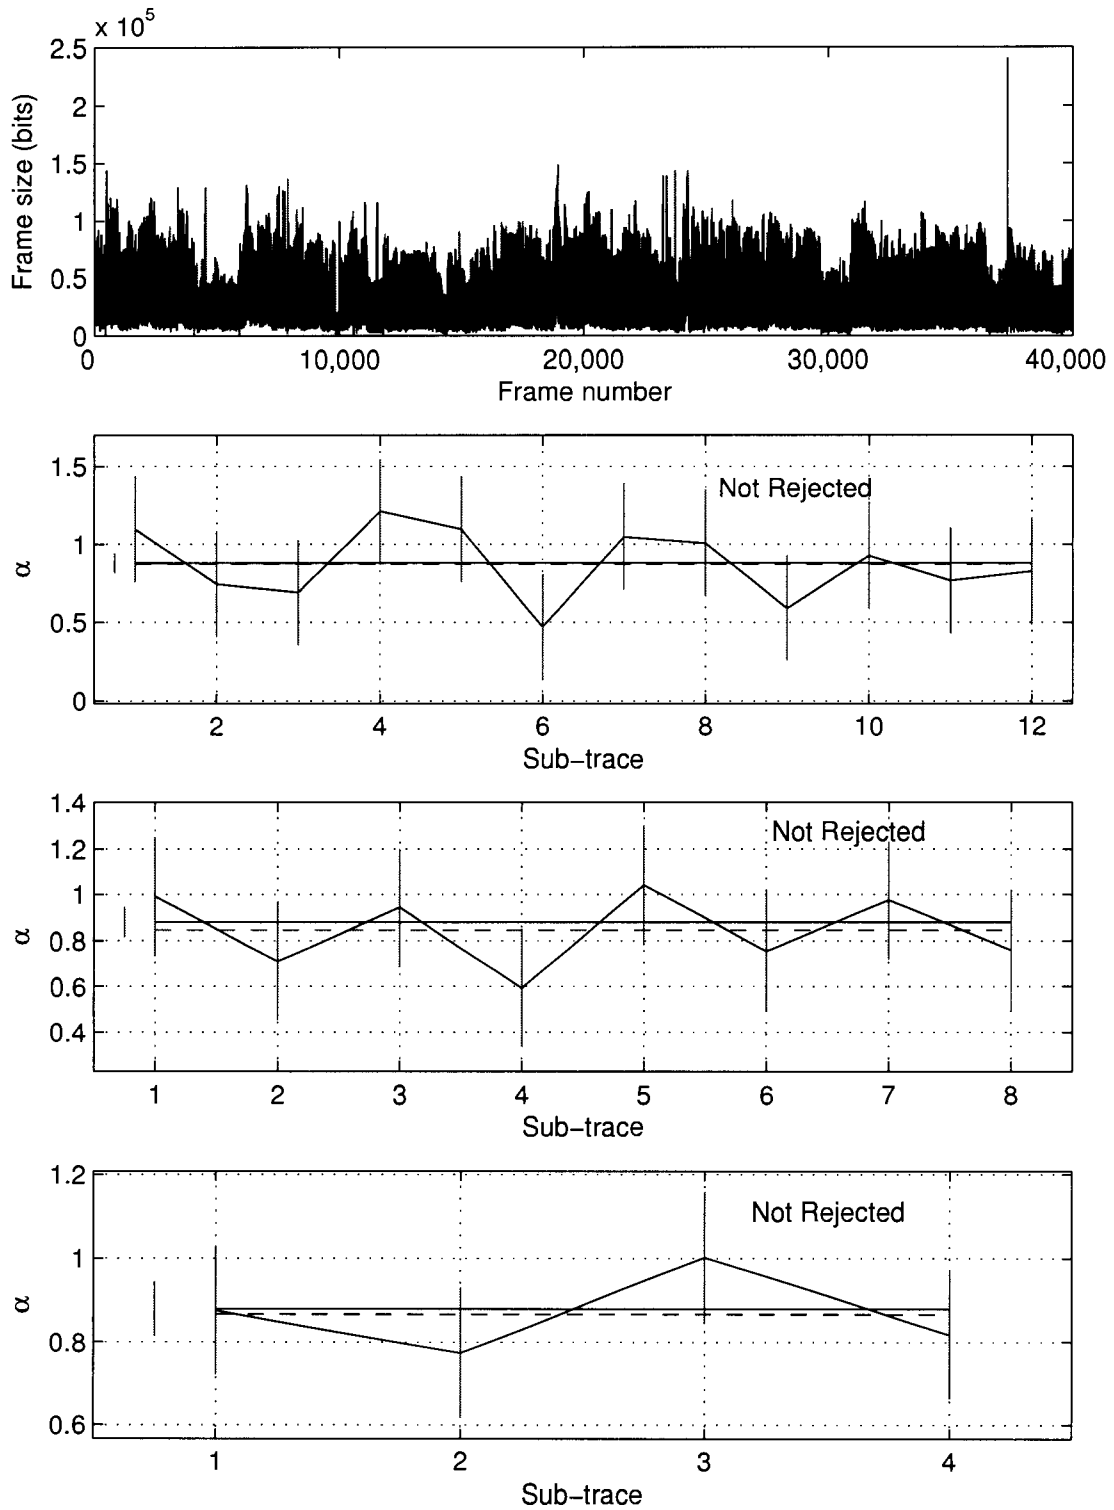 x 10^5
2.5
2
1.5
1
0.5
0
Frame size (bits)
0 10,000 20,000 30,000 40,000
Frame number
Not Rejected
1.5
1
0.5
0
α
2 4 6 8 10 12
Sub-trace
Not Rejected
1.4
1.2
1
0.8
0.6
0.4
α
1 2 3 4 5 6 7 8
Sub-trace
Not Rejected
1.2
1
0.8
0.6
α
1 2 3 4
Sub-trace